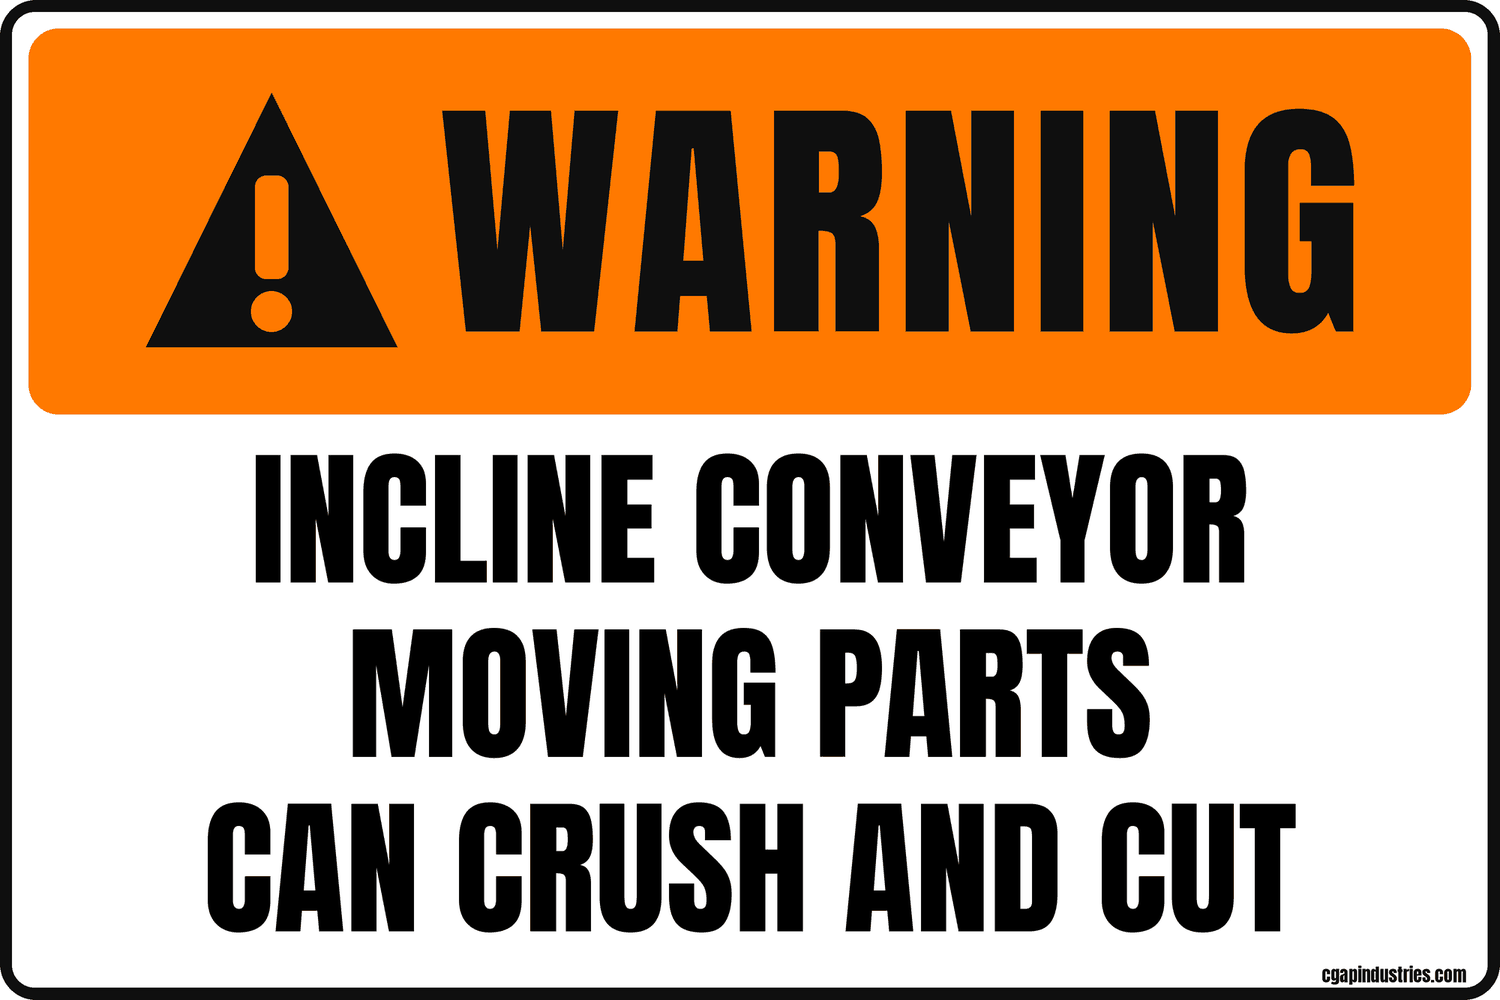 WARNING
INCLINE CONVEYOR
MOVING PARTS
CAN CRUSH AND CUT
cgapindustries.com